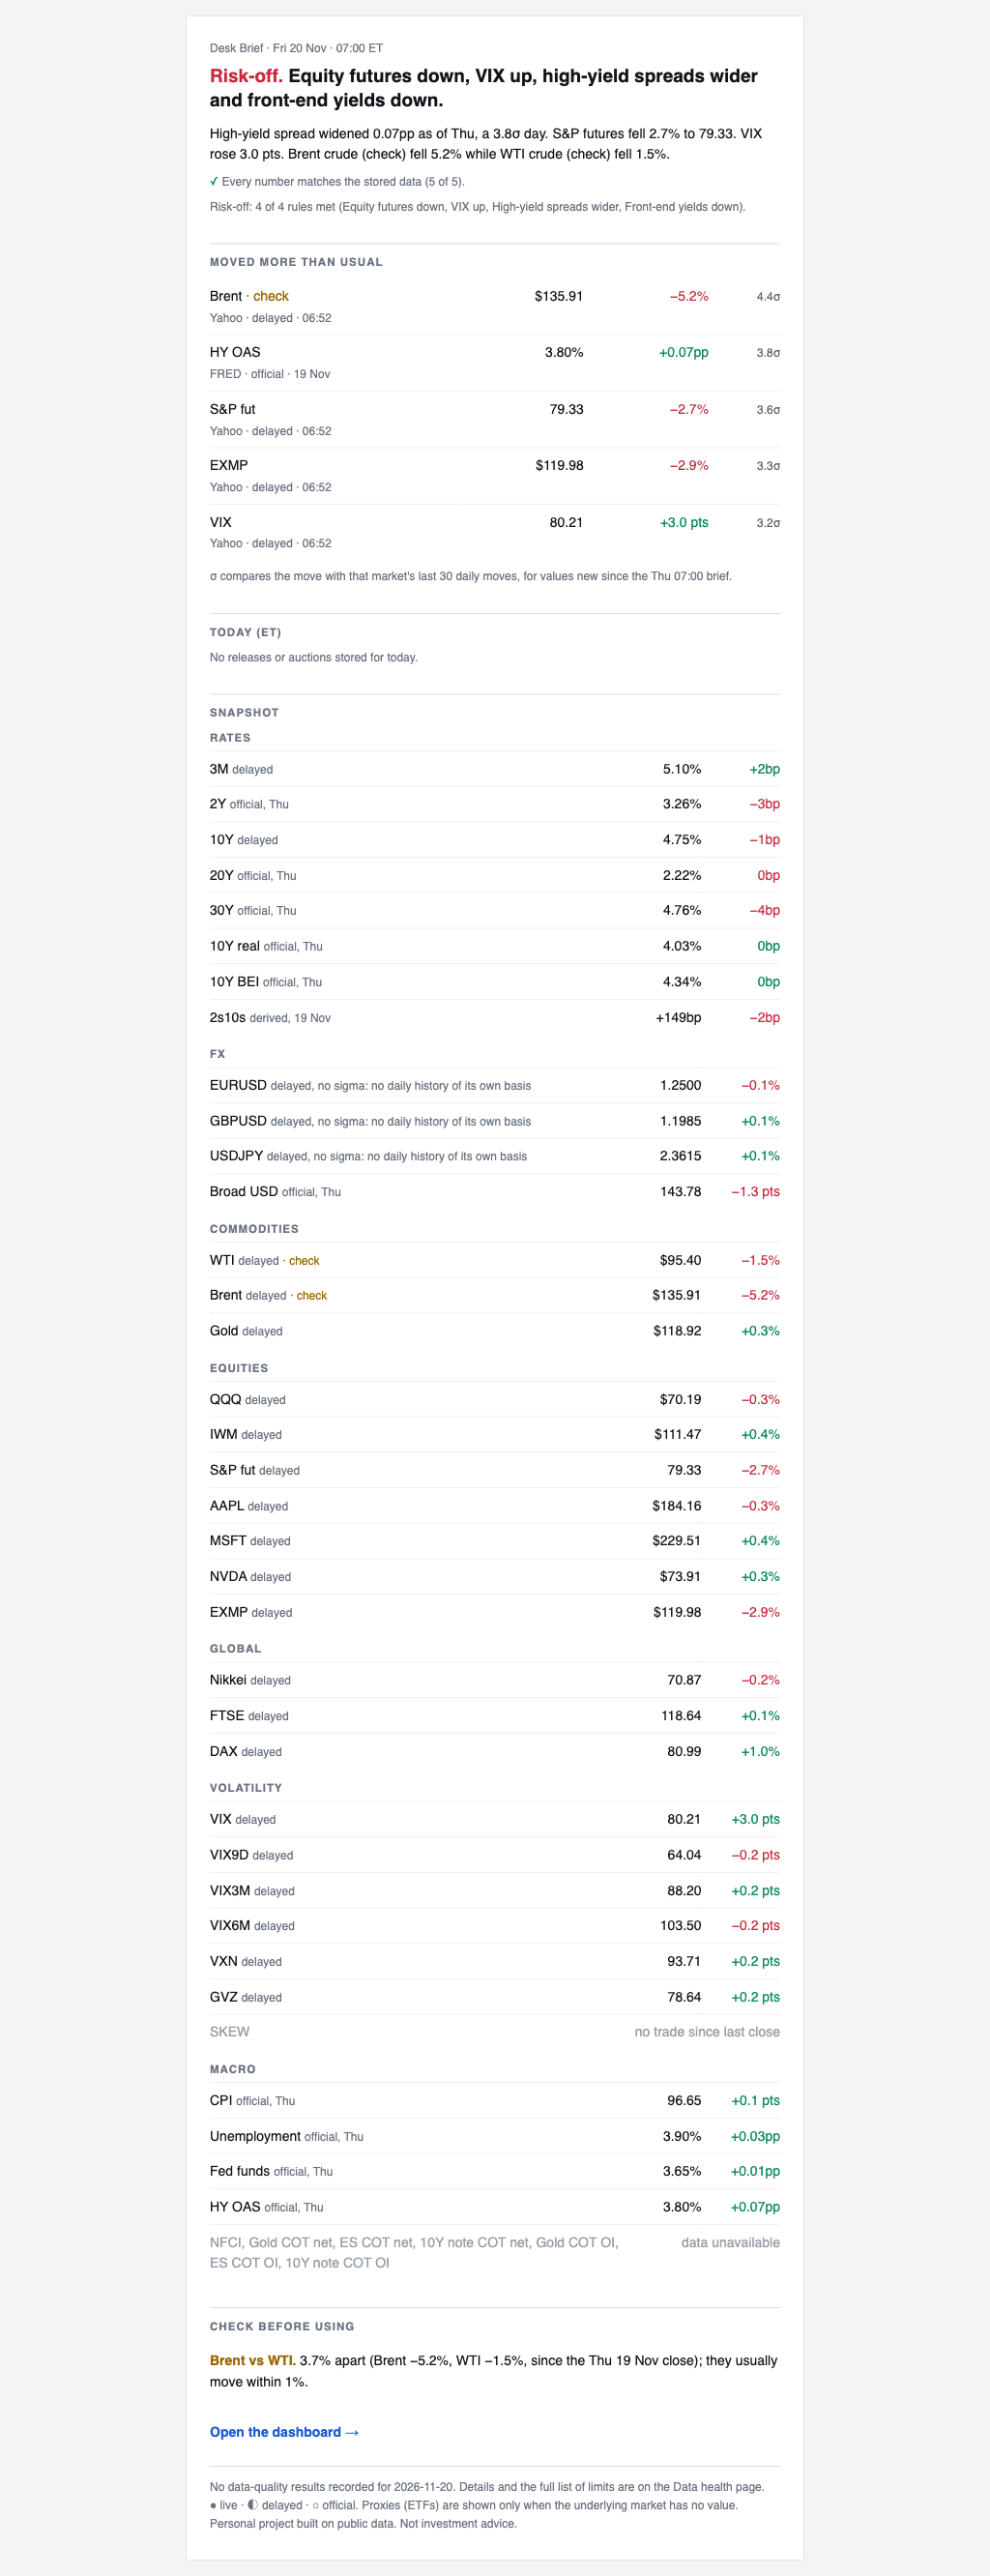 Desk Brief · Fri 20 Nov · 07:00 ET
Risk-off. Equity futures down, VIX up, high-yield spreads wider
and front-end yields down.
High-yield spread widened 0.07pp as of Thu, a 3.8σ day. S&P futures fell 2.7% to 79.33. VIX
rose 3.0 pts. Brent crude (check) fell 5.2% while WTI crude (check) fell 1.5%.
✓ Every number matches the stored data (5 of 5).
Risk-off: 4 of 4 rules met (Equity futures down, VIX up, High-yield spreads wider, Front-end yields down).
MOVED MORE THAN USUAL
Brent · check $135.91 −5.2% 4.4σ
Yahoo · delayed · 06:52
HY OAS 3.80% +0.07pp 3.8σ
FRED · official · 19 Nov
S&P fut 79.33 −2.7% 3.6σ
Yahoo · delayed · 06:52
EXMP $119.98 −2.9% 3.3σ
Yahoo · delayed · 06:52
VIX 80.21 +3.0 pts 3.2σ
Yahoo · delayed · 06:52
σ compares the move with that market's last 30 daily moves, for values new since the Thu 07:00 brief.
TODAY (ET)
No releases or auctions stored for today.
SNAPSHOT
RATES
3M delayed 5.10% +2bp
2Y official, Thu 3.26% −3bp
10Y delayed 4.75% −1bp
20Y official, Thu 2.22% 0bp
30Y official, Thu 4.76% −4bp
10Y real official, Thu 4.03% 0bp
10Y BEI official, Thu 4.34% 0bp
2s10s derived, 19 Nov +149bp −2bp
FX
EURUSD delayed, no sigma: no daily history of its own basis 1.2500 −0.1%
GBPUSD delayed, no sigma: no daily history of its own basis 1.1985 +0.1%
USDJPY delayed, no sigma: no daily history of its own basis 2.3615 +0.1%
Broad USD official, Thu 143.78 −1.3 pts
COMMODITIES
WTI delayed · check $95.40 −1.5%
Brent delayed · check $135.91 −5.2%
Gold delayed $118.92 +0.3%
EQUITIES
QQQ delayed $70.19 −0.3%
IWM delayed $111.47 +0.4%
S&P fut delayed 79.33 −2.7%
AAPL delayed $184.16 −0.3%
MSFT delayed $229.51 +0.4%
NVDA delayed $73.91 +0.3%
EXMP delayed $119.98 −2.9%
GLOBAL
Nikkei delayed 70.87 −0.2%
FTSE delayed 118.64 +0.1%
DAX delayed 80.99 +1.0%
VOLATILITY
VIX delayed 80.21 +3.0 pts
VIX9D delayed 64.04 −0.2 pts
VIX3M delayed 88.20 +0.2 pts
VIX6M delayed 103.50 −0.2 pts
VXN delayed 93.71 +0.2 pts
GVZ delayed 78.64 +0.2 pts
SKEW no trade since last close
MACRO
CPI official, Thu 96.65 +0.1 pts
Unemployment official, Thu 3.90% +0.03pp
Fed funds official, Thu 3.65% +0.01pp
HY OAS official, Thu 3.80% +0.07pp
NFCI, Gold COT net, ES COT net, 10Y note COT net, Gold COT OI, data unavailable
ES COT OI, 10Y note COT OI
CHECK BEFORE USING
Brent vs WTI. 3.7% apart (Brent −5.2%, WTI −1.5%, since the Thu 19 Nov close); they usually
move within 1%.
Open the dashboard →
No data-quality results recorded for 2026-11-20. Details and the full list of limits are on the Data health page.
● live · ◐ delayed · ○ official. Proxies (ETFs) are shown only when the underlying market has no value.
Personal project built on public data. Not investment advice.